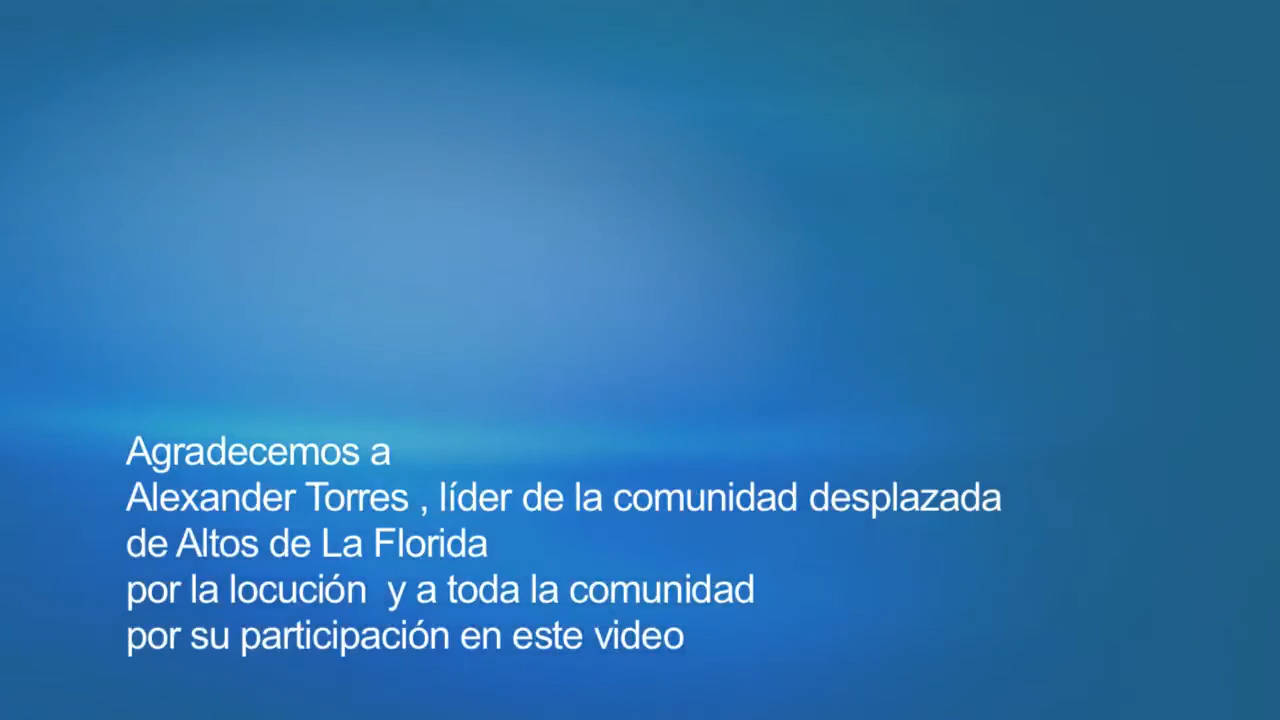 Agradecemos a
Alexander Torres , líder de la comunidad desplazada
de Altos de La Florida
por la locución  y a toda la comunidad
por su participación en este video